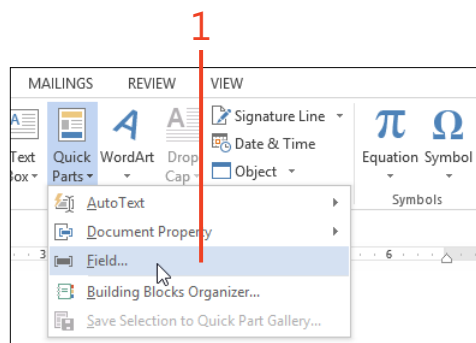 1
MAILINGS REVIEW VIEW
A
Text Box
Quick Parts
A
WordArt
A
Drop Cap
Signature Line
Date & Time
Object
π
Equation
Ω
Symbol
Symbols
AutoText
Document Property
Field...
Building Blocks Organizer...
Save Selection to Quick Part Gallery...
3
6